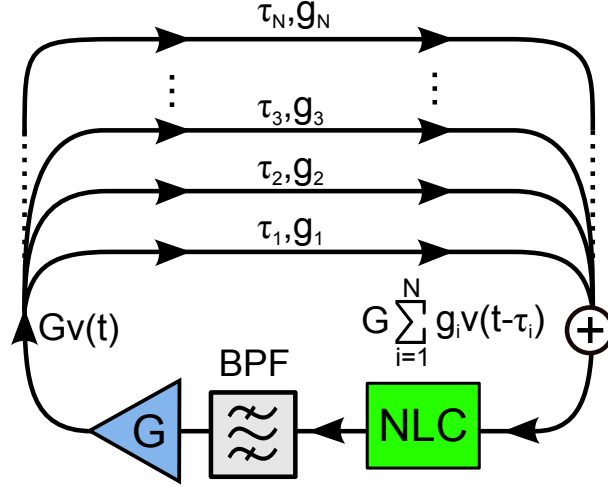 τ_N,g_N
τ_3,g_3
τ_2,g_2
τ_1,g_1
Gv(t)
G∑_{i=1}^{N} g_iv(t-τ_i)
+
BPF
G
NLC